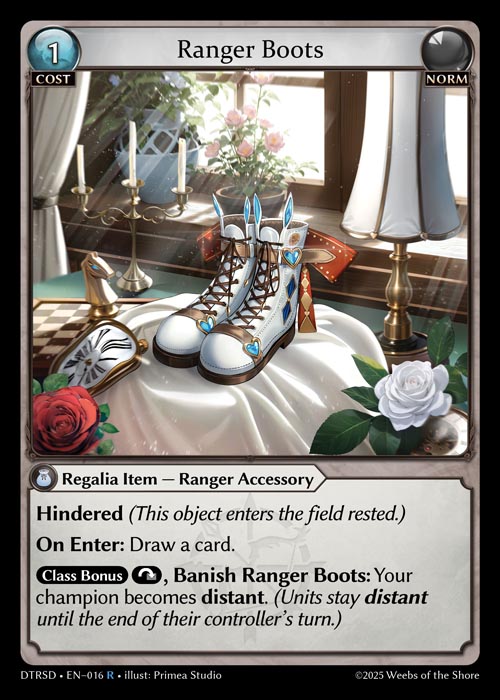 1
Ranger Boots
COST
NORM
Regalia Item — Ranger Accessory
Hindered (This object enters the field rested.)
On Enter: Draw a card.
Class Bonus , Banish Ranger Boots: Your
champion becomes distant. (Units stay distant
until the end of their controller's turn.)
DTRSD • EN–016 R • illust: Primea Studio
©2025 Weebs of the Shore